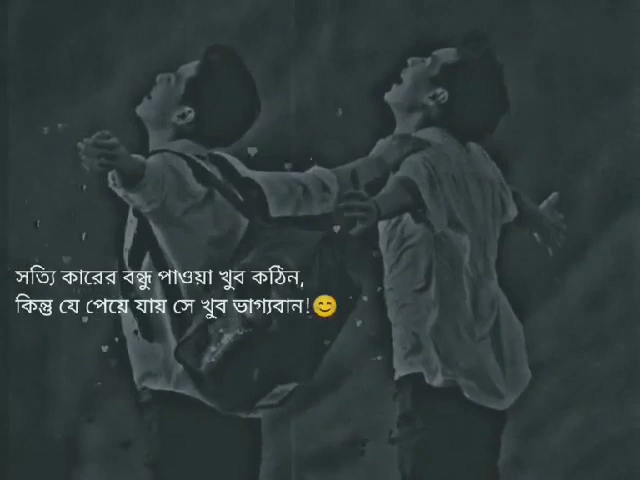 সত্যি কারের বন্ধু পাওয়া খুব কঠিন,
কিন্তু যে পেয়ে যায় সে খুব ভাগ্যবান!😊